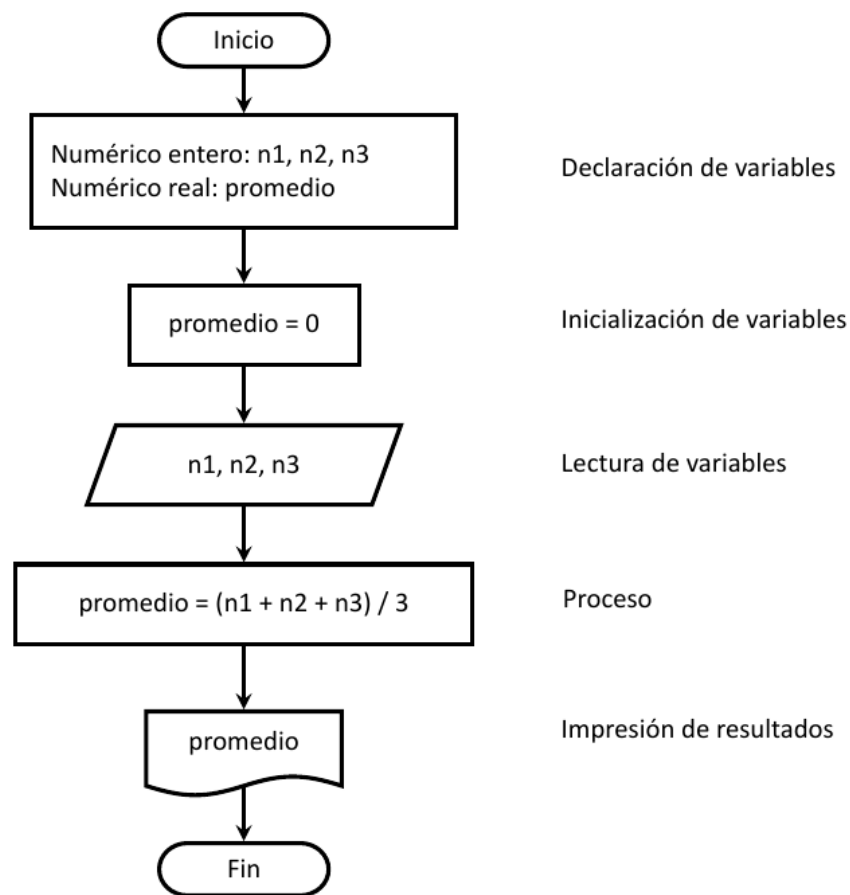 Inicio
Numérico entero: n1, n2, n3
Numérico real: promedio
Declaración de variables
promedio = 0
Inicialización de variables
n1, n2, n3
Lectura de variables
promedio = (n1 + n2 + n3) / 3
Proceso
promedio
Impresión de resultados
Fin